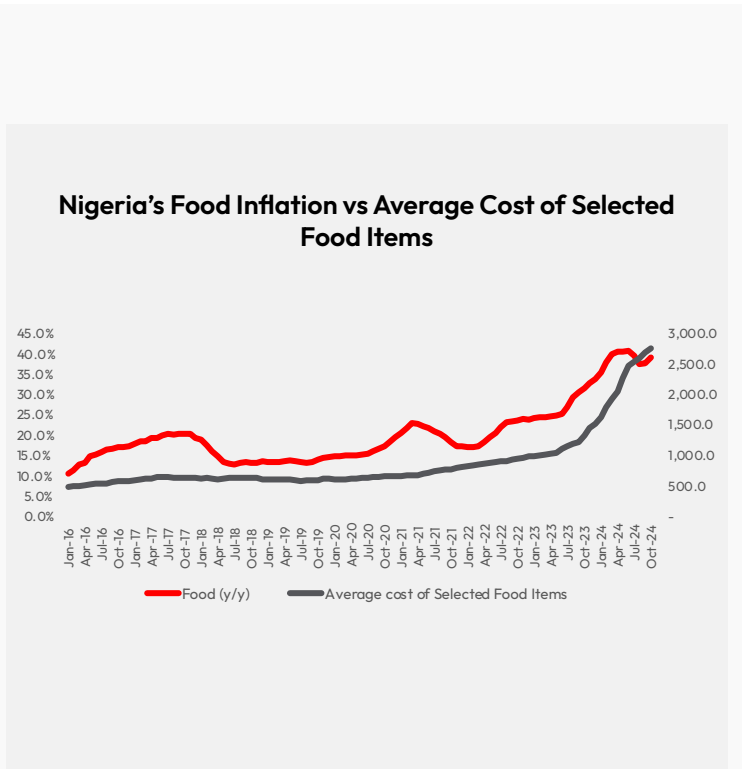 Nigeria’s Food Inflation vs Average Cost of Selected
Food Items
45.0%
40.0%
35.0%
30.0%
25.0%
20.0%
15.0%
10.0%
5.0%
0.0%
3,000.0
2,500.0
2,000.0
1,500.0
1,000.0
500.0
-
Jan-16
Apr-16
Jul-16
Oct-16
Jan-17
Apr-17
Jul-17
Oct-17
Jan-18
Apr-18
Jul-18
Oct-18
Jan-19
Apr-19
Jul-19
Oct-19
Jan-20
Apr-20
Jul-20
Oct-20
Jan-21
Apr-21
Jul-21
Oct-21
Jan-22
Apr-22
Jul-22
Oct-22
Jan-23
Apr-23
Jul-23
Oct-23
Jan-24
Apr-24
Jul-24
Oct-24
Food (y/y)
Average cost of Selected Food Items